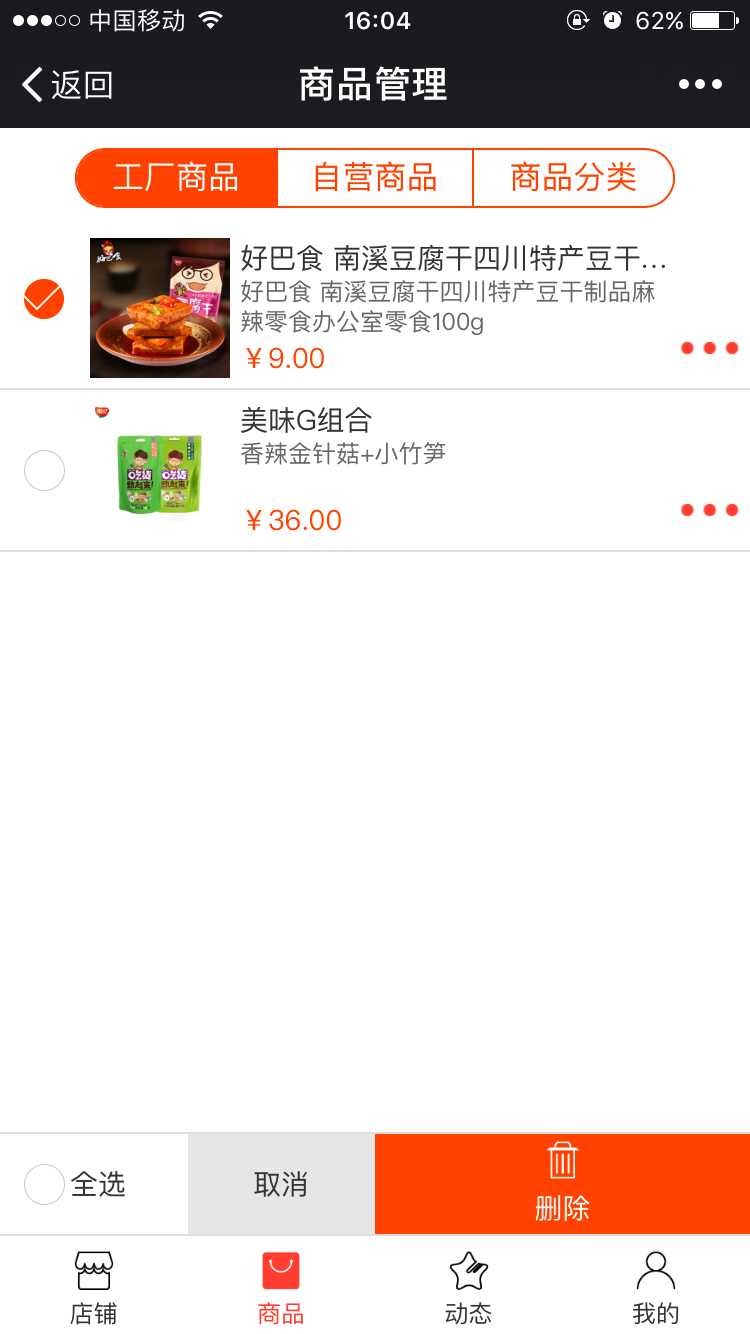 中国移动 16:04 62%
返回 商品管理
工厂商品 自营商品 商品分类
好巴食 南溪豆腐干四川特产豆干...
好巴食 南溪豆腐干四川特产豆干制品麻
辣零食办公室零食100g
¥ 9.00
美味G组合
香辣金针菇+小竹笋
¥ 36.00
全选 取消 删除
店铺 商品 动态 我的